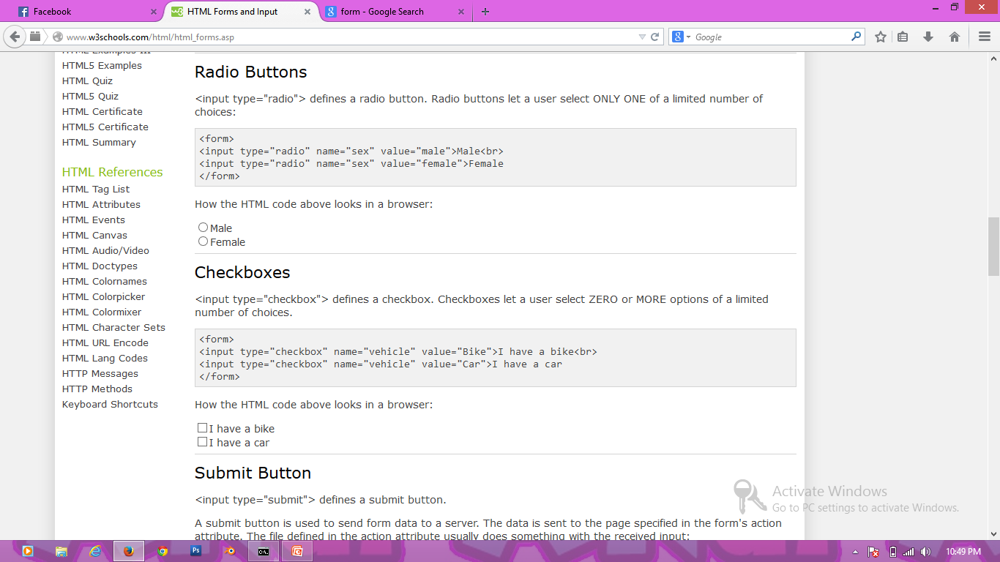 Facebook
HTML Forms and Input
form - Google Search
www.w3schools.com/html/html_forms.asp
Google
HTML Examples III
HTML5 Examples
HTML Quiz
HTML5 Quiz
HTML Certificate
HTML5 Certificate
HTML Summary
HTML References
HTML Tag List
HTML Attributes
HTML Events
HTML Canvas
HTML Audio/Video
HTML Doctypes
HTML Colornames
HTML Colorpicker
HTML Colormixer
HTML Character Sets
HTML URL Encode
HTML Lang Codes
HTTP Messages
HTTP Methods
Keyboard Shortcuts
Radio Buttons
<input type="radio"> defines a radio button. Radio buttons let a user select ONLY ONE of a limited number of
choices:
<form>
<input type="radio" name="sex" value="male">Male<br>
<input type="radio" name="sex" value="female">Female
</form>
How the HTML code above looks in a browser:
Male
Female
Checkboxes
<input type="checkbox"> defines a checkbox. Checkboxes let a user select ZERO or MORE options of a limited
number of choices.
<form>
<input type="checkbox" name="vehicle" value="Bike">I have a bike<br>
<input type="checkbox" name="vehicle" value="Car">I have a car
</form>
How the HTML code above looks in a browser:
I have a bike
I have a car
Submit Button
<input type="submit"> defines a submit button.
A submit button is used to send form data to a server. The data is sent to the page specified in the form's action
attribute. The file defined in the action attribute usually does something with the received input:
Activate Windows
Go to PC settings to activate Windows.
10:49 PM